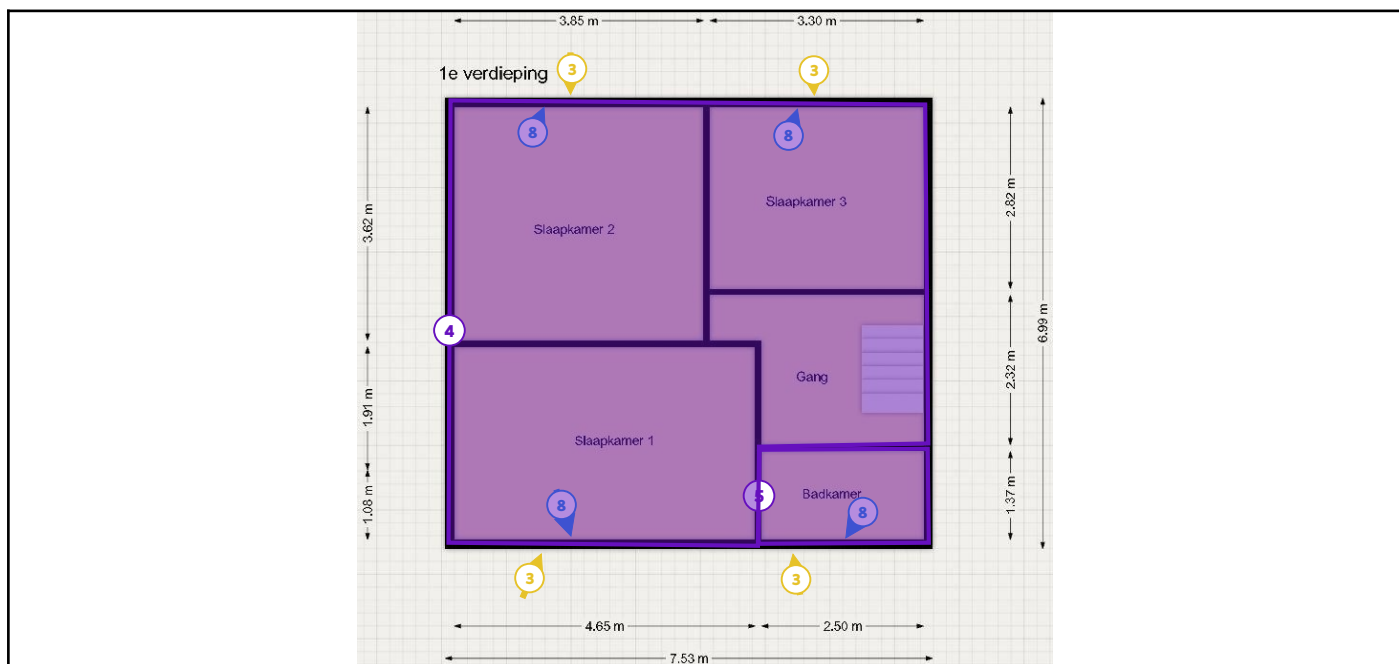 3.85 m
3.30 m
1e verdieping
3
3
8
8
3.62 m
2.82 m
Slaapkamer 3
Slaapkamer 2
6.99 m
4
2.32 m
Gang
1.91 m
Slaapkamer 1
5
Badkamer
1.37 m
8
8
1.08 m
3
3
4.65 m
2.50 m
7.53 m